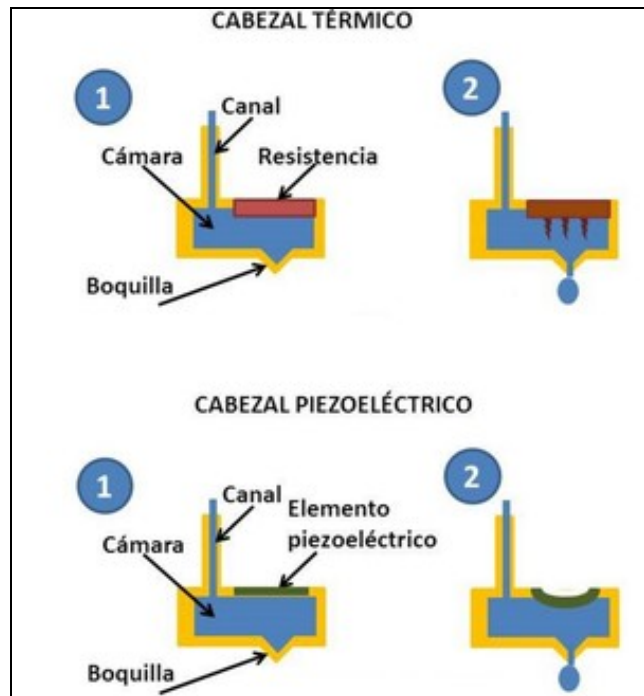 CABEZAL TÉRMICO
1
2
Canal
Cámara
Resistencia
Boquilla
CABEZAL PIEZOELÉCTRICO
1
2
Canal
Elemento
piezoeléctrico
Cámara
Boquilla